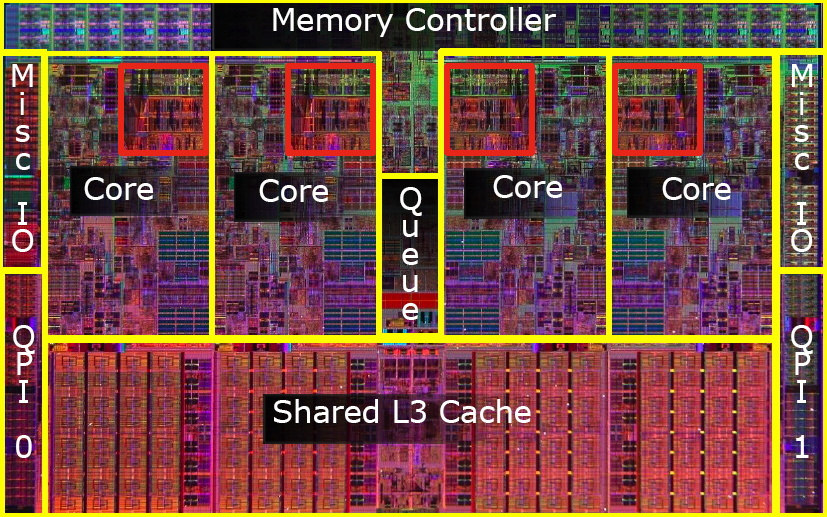 Memory Controller
Misc IO
Misc IO
Core
Core
Core
Core
Queue
QPI 0
QPI 1
Shared L3 Cache